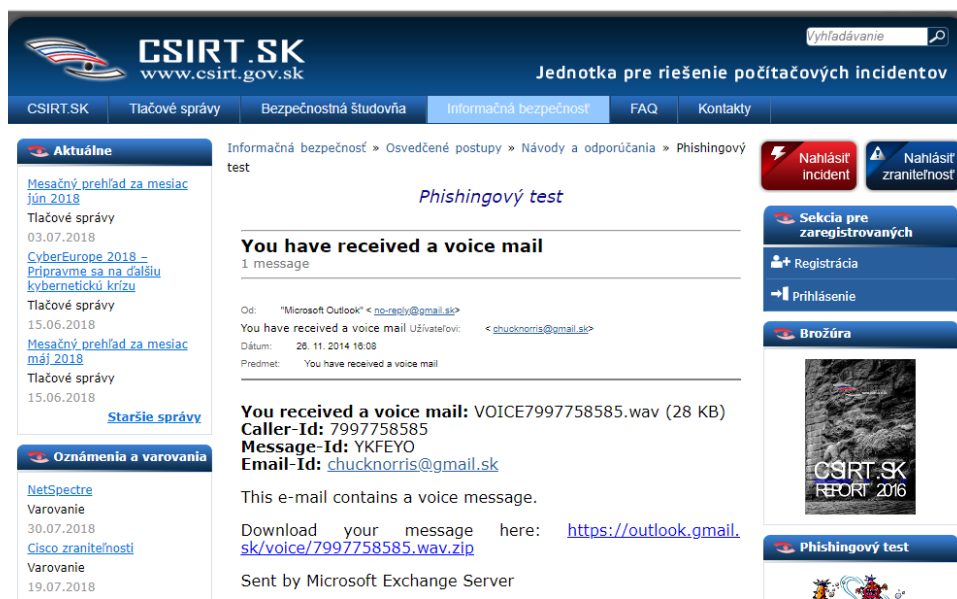 CSIRT.SK
www.csirt.gov.sk
Vyhľadávanie
Jednotka pre riešenie počítačových incidentov
CSIRT.SK Tlačové správy Bezpečnostná študovňa Informačná bezpečnosť FAQ Kontakty
Aktuálne
Mesačný prehľad za mesiac
jún 2018
Tlačové správy
03.07.2018
CyberEurope 2018 –
Pripravme sa na ďalšiu
kybernetickú krízu
Tlačové správy
15.06.2018
Mesačný prehľad za mesiac
máj 2018
Tlačové správy
15.06.2018
Staršie správy
Oznámenia a varovania
NetSpectre
Varovanie
30.07.2018
Cisco zraniteľnosti
Varovanie
19.07.2018
Informačná bezpečnosť » Osvedčené postupy » Návody a odporúčania » Phishingový
test
Phishingový test
You have received a voice mail
1 message
Od: "Microsoft Outlook" < no-reply@gmail.sk>
You have received a voice mail Užívateľovi: < chucknorris@gmail.sk>
Dátum: 26. 11. 2014 16:08
Predmet: You have received a voice mail
You received a voice mail: VOICE7997758585.wav (28 KB)
Caller-Id: 7997758585
Message-Id: YKFEYO
Email-Id: chucknorris@gmail.sk
This e-mail contains a voice message.
Download your message here: https://outlook.gmail.
sk/voice/7997758585.wav.zip
Sent by Microsoft Exchange Server
Nahlásiť
incident
Nahlásiť
zraniteľnosť
Sekcia pre
zaregistrovaných
Registrácia
Prihlásenie
Brožúra
CSIRT.SK
REPORT 2016
Phishingový test